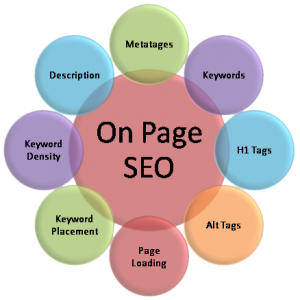 Metatages
Description
Keywords
On Page
SEO
Keyword
Density
H1 Tags
Keyword
Placement
Alt Tags
Page
Loading